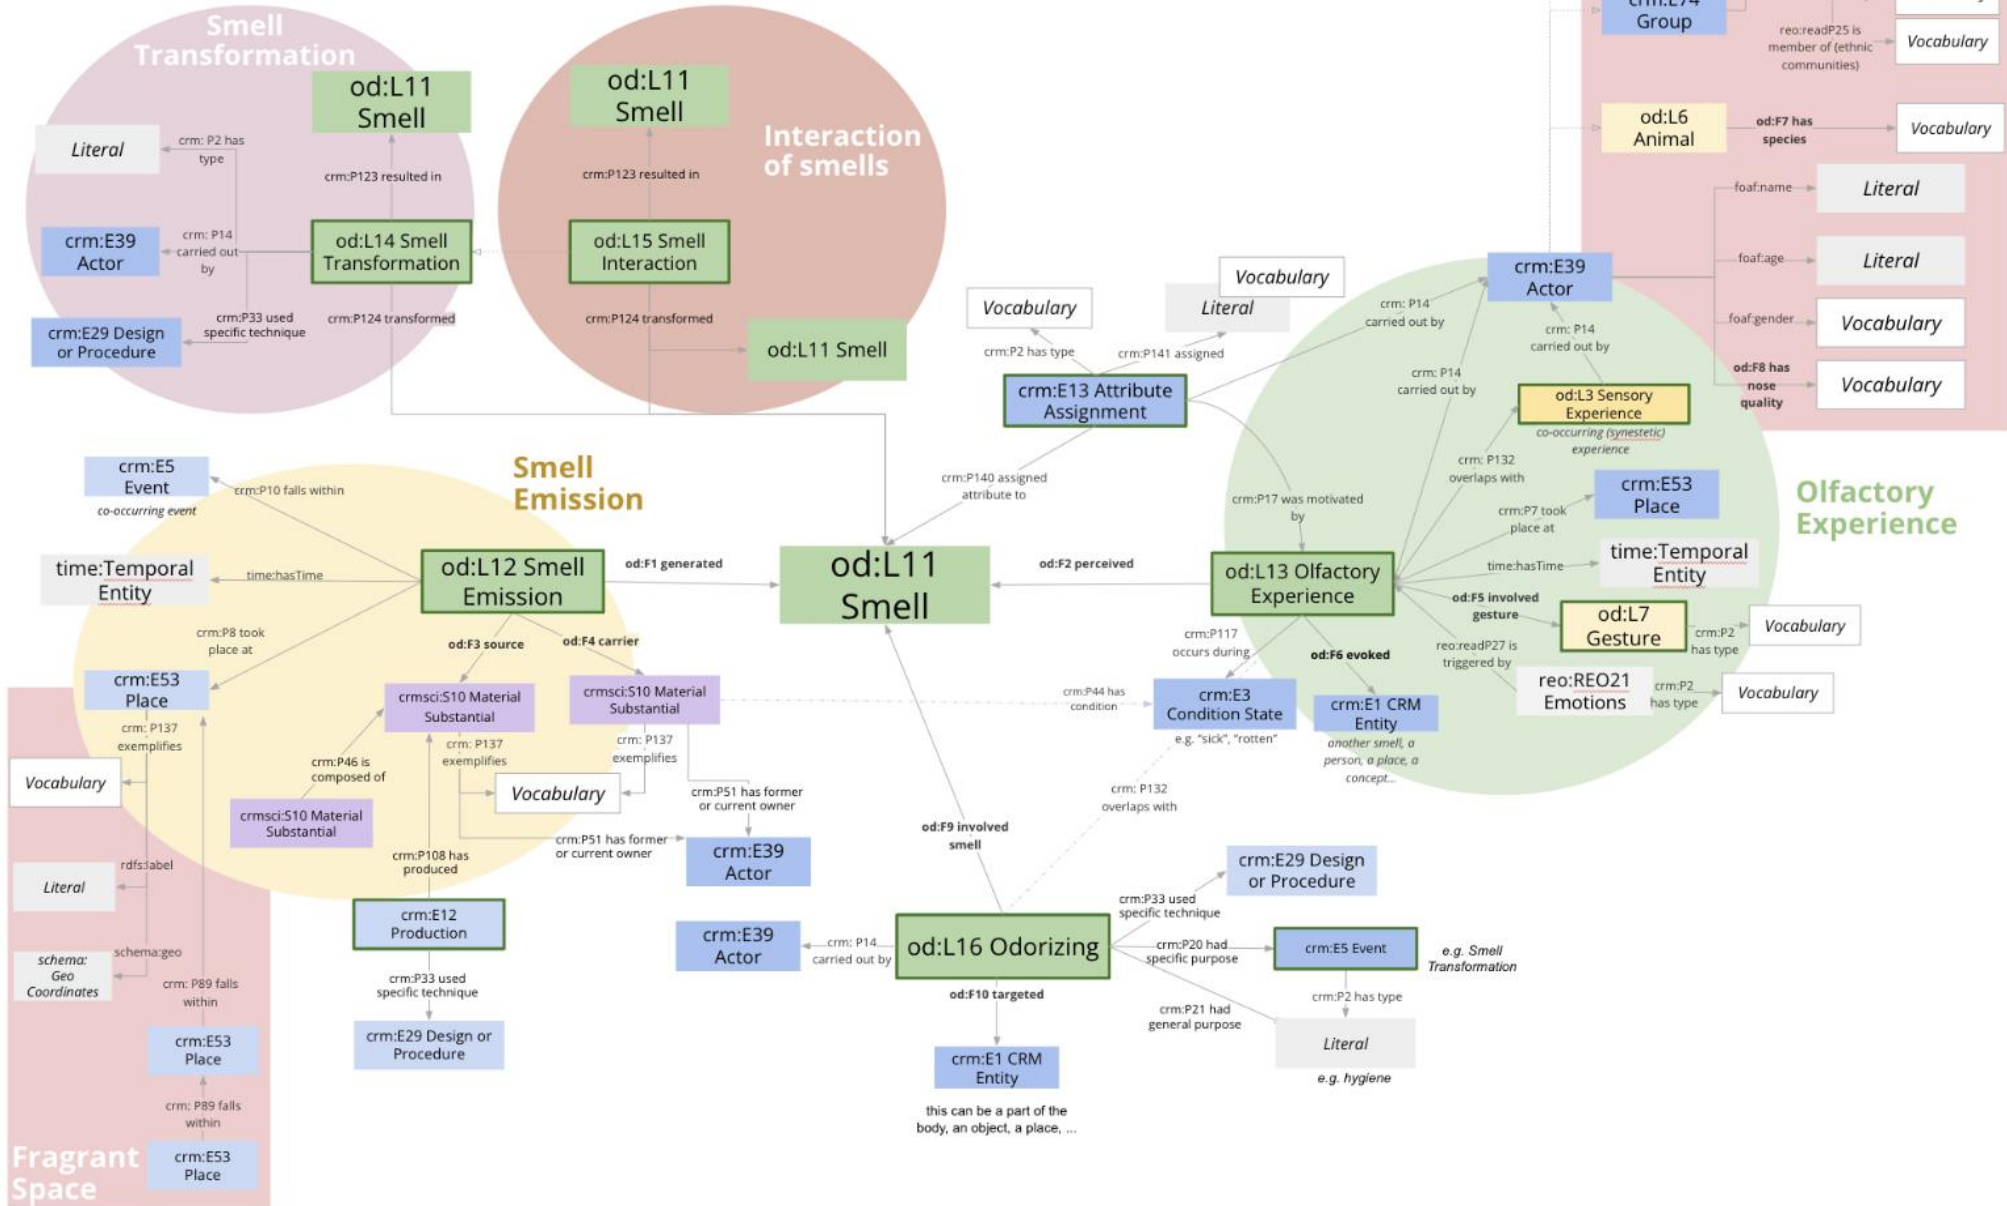 Smell
Transformation
od:L11
Smell
Literal
crm: P2 has
type
crm:P123 resulted in
crm:E39
Actor
crm: P14
carried out
by
od:L14 Smell
Transformation
crm:E29 Design
or Procedure
crm:P33 used
specific technique
crm:P124 transformed
od:L11
Smell
Interaction
of smells
crm:P123 resulted in
od:L15 Smell
Interaction
crm:P124 transformed
od:L11 Smell
Group
reo:readP25 is
member of (ethnic
communities)
Vocabulary
od:L6
Animal
od:F7 has
species
Vocabulary
foaf:name
Literal
foaf:age
Literal
foaf:gender
Vocabulary
od:F8 has
nose
quality
Vocabulary
crm:E39
Actor
Vocabulary
Vocabulary
Literal
crm:P2 has type
crm:P141 assigned
crm:E13 Attribute
Assignment
crm: P14
carried out by
crm: P14
carried out by
crm: P14
carried out by
od:L3 Sensory
Experience
co-occurring (synestetic)
experience
crm:P140 assigned
attribute to
crm:P17 was motivated
by
crm: P132
overlaps with
crm:E53
Place
crm:P7 took
place at
Olfactory
Experience
crm:E5
Event
co-occurring event
crm:P10 falls within
Smell
Emission
time:Temporal
Entity
time:hasTime
od:L12 Smell
Emission
od:F1 generated
od:L11
Smell
od:F2 perceived
od:L13 Olfactory
Experience
time:hasTime
time:Temporal
Entity
od:F5 involved
gesture
od:L7
Gesture
crm:P2
has type
Vocabulary
crm:P8 took
place at
od:F3 source
od:F4 carrier
crm:P117
occurs during
od:F6 evoked
reo:readP27 is
triggered by
reo:REO21
Emotions
crm:P2
has type
Vocabulary
crm:E53
Place
crmsci:S10 Material
Substantial
crmsci:S10 Material
Substantial
crm:P44 has
condition
crm:E3
Condition State
e.g. "sick", "rotten"
crm:E1 CRM
Entity
another smell, a
person, a place, a
concept...
crm: P137
exemplifies
crm: P137
exemplifies
crm: P137
exemplifies
Vocabulary
crm:P46 is
composed of
Vocabulary
crm:P51 has former
or current owner
crm: P132
overlaps with
crmsci:S10 Material
Substantial
od:F9 involved
smell
crm:P51 has former
or current owner
crm:E39
Actor
crm:P108 has
produced
rdfs:label
Literal
crm:E12
Production
crm:E29 Design
or Procedure
crm:P33 used
specific technique
crm:E39
Actor
crm: P14
carried out by
od:L16 Odorizing
crm:P20 had
specific purpose
crm:E5 Event
e.g. Smell
Transformation
schema:
Geo
Coordinates
schema:geo
crm: P89 falls
within
crm:P33 used
specific technique
od:F10 targeted
crm:P2 has type
crm:P21 had
general purpose
crm:E53
Place
crm:E29 Design or
Procedure
Literal
e.g. hygiene
crm:E1 CRM
Entity
this can be a part of the
body, an object, a place, ...
crm: P89 falls
within
Fragrant
Space
crm:E53
Place